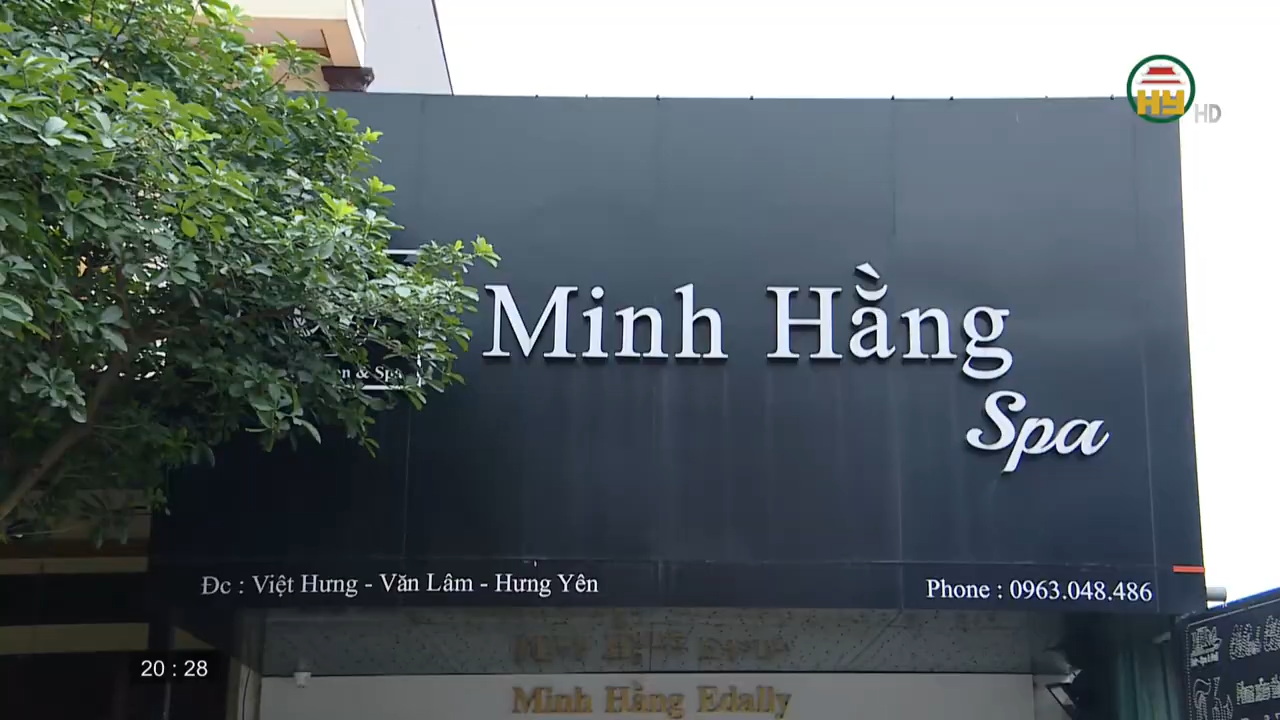 HY HD
Minh Hằng
& Spa
Spa
Đc : Việt Hưng - Văn Lâm - Hưng Yên
Phone : 0963.048.486
20 : 28
Minh Hằng Edally